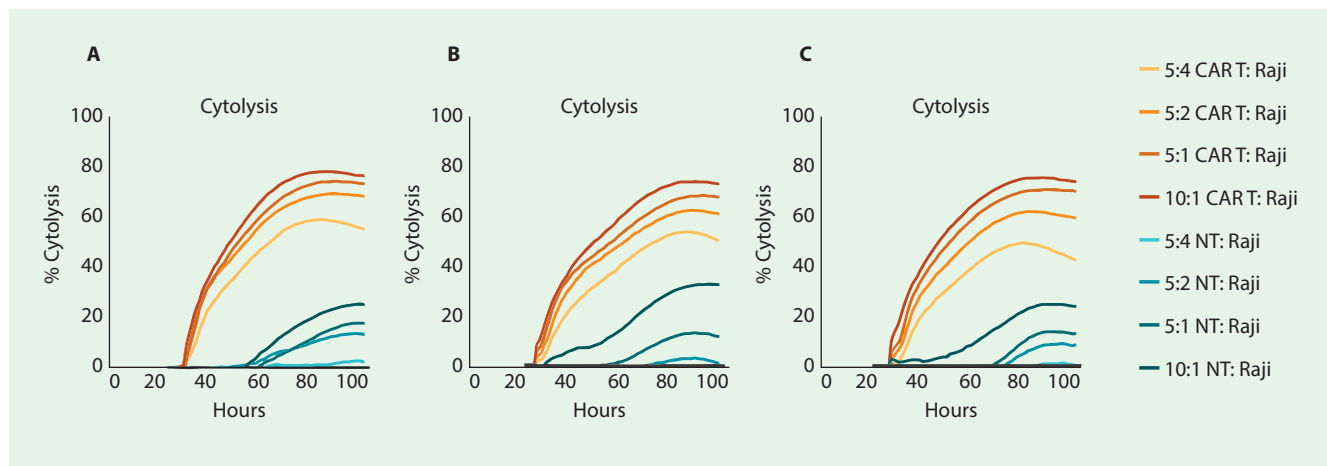 A
Cytolysis
100
80
60
40
20
0
% Cytolysis
0 20 40 60 80 100
Hours
B
Cytolysis
100
80
60
40
20
0
% Cytolysis
0 20 40 60 80 100
Hours
C
Cytolysis
100
80
60
40
20
0
% Cytolysis
0 20 40 60 80 100
Hours
5:4 CAR T: Raji
5:2 CAR T: Raji
5:1 CAR T: Raji
10:1 CAR T: Raji
5:4 NT: Raji
5:2 NT: Raji
5:1 NT: Raji
10:1 NT: Raji